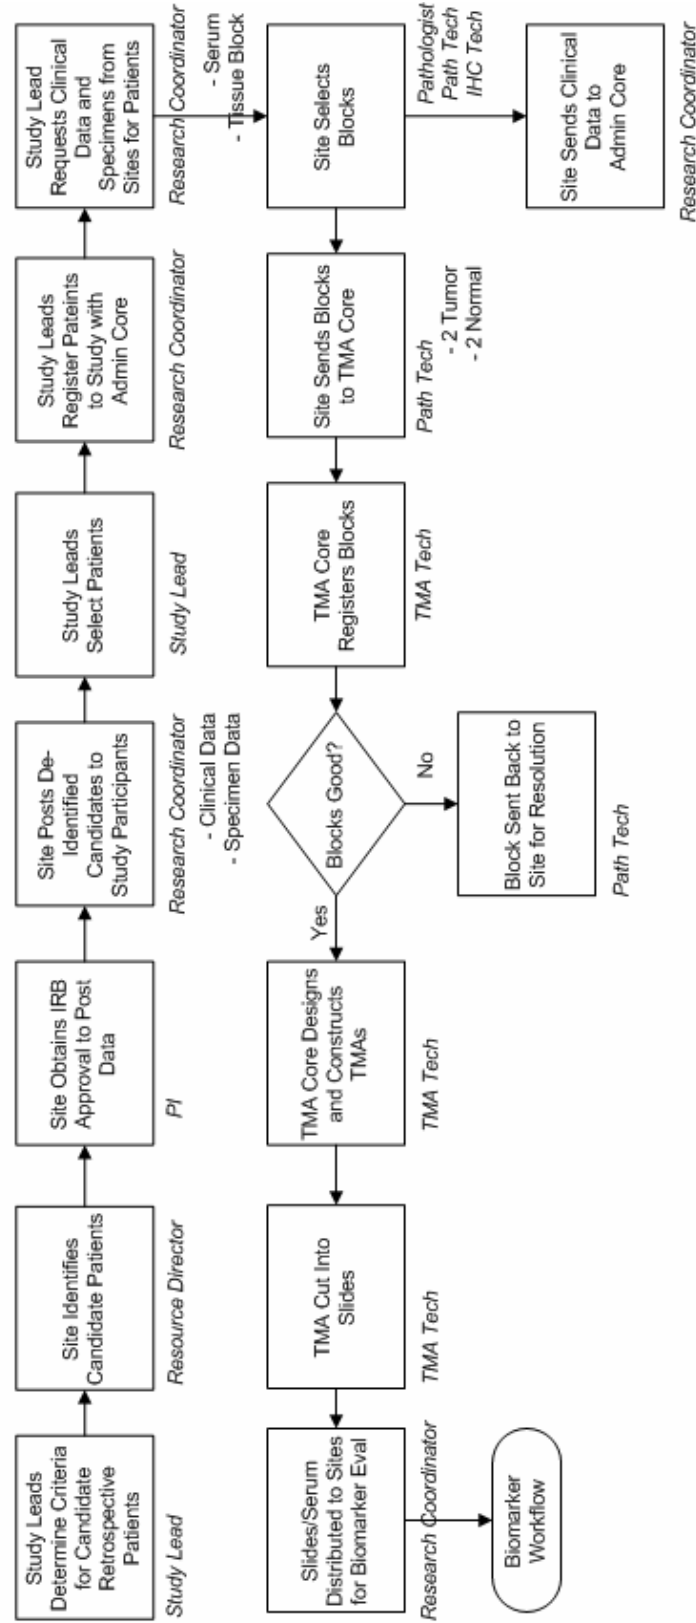 Study Leads
Determine Criteria
for Candidate
Retrospective
Patients
Study Lead
Site Identifies
Candidate Patients
Resource Director
Site Obtains IRB
Approval to Post
Data
PI
Site Posts De-
Identified
Candidates to
Study Participants
Research Coordinator
- Clinical Data
- Specimen Data
Study Leads
Select Patients
Study Lead
Study Leads
Register Pateints
to Study with
Admin Core
Research Coordinator
Study Lead
Requests Clinical
Data and
Specimens from
Sites for Patients
Research Coordinator
- Serum
- Tissue Block
Site Selects
Blocks
Pathologist
Path Tech
IHC Tech
Site Sends Clinical
Data to
Admin Core
Research Coordinator
Site Sends Blocks
to TMA Core
Path Tech
- 2 Tumor
- 2 Normal
TMA Core
Registers Blocks
TMA Tech
Blocks Good?
No
Block Sent Back to
Site for Resolution
Path Tech
Yes
TMA Core Designs
and Constructs
TMAs
TMA Tech
TMA Cut Into
Slides
TMA Tech
Slides/Serum
Distributed to Sites
for Biomarker Eval
Research Coordinator
Biomarker
Workflow